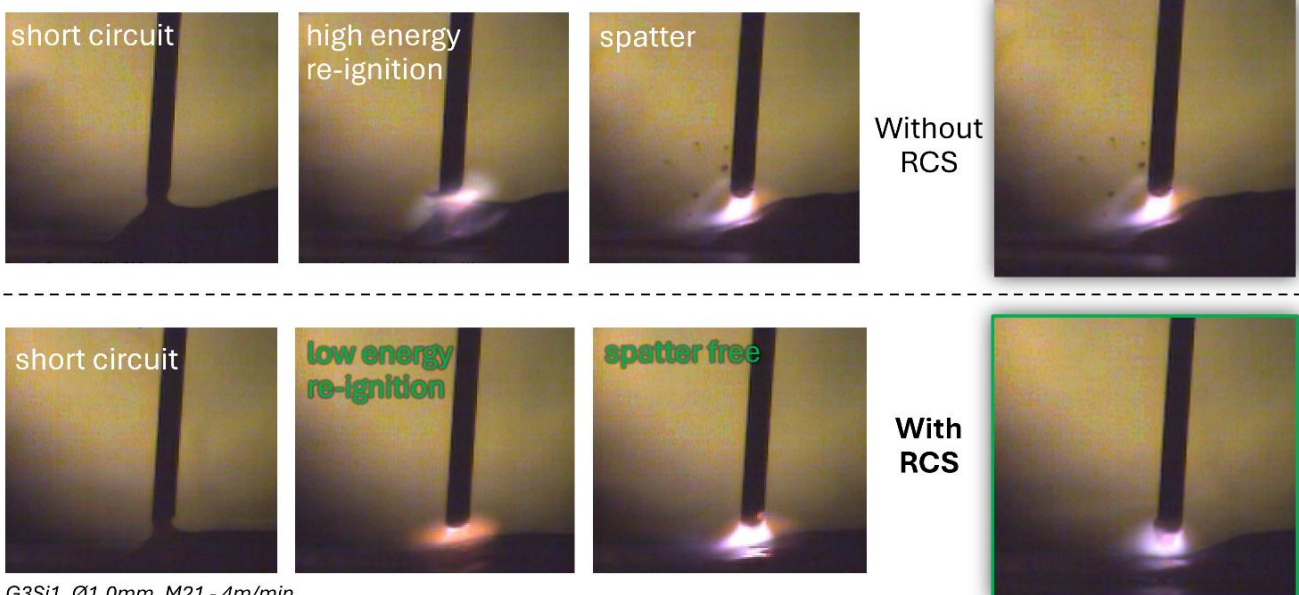 short circuit
high energy
re-ignition
spatter
Without
RCS
short circuit
low energy
re-ignition
spatter free
With
RCS
G3Si1, Ø1.0mm, M21 - 4m/min